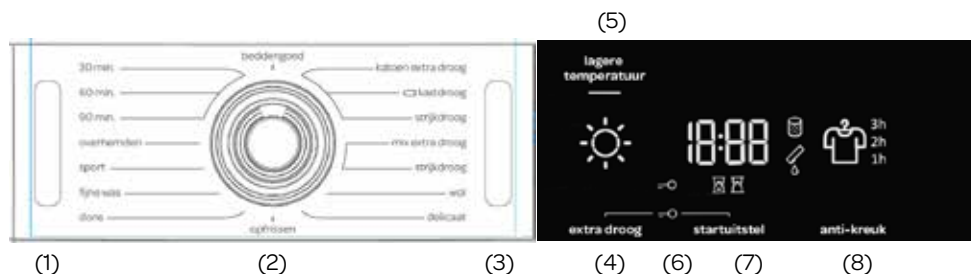 (5)
beddengoed
30 min.
60 min.
90 min.
overhemden
sport
fijne was
dons
opfrissen
katoen extra droog
kastdroog
strijkdroog
mix extra droog
strijkdroog
wol
delicaat
lagere
temperatuur
18:88
3h
2h
1h
extra droog
startuitstel
anti-kreuk
(1)
(2)
(3)
(4)
(6)
(7)
(8)